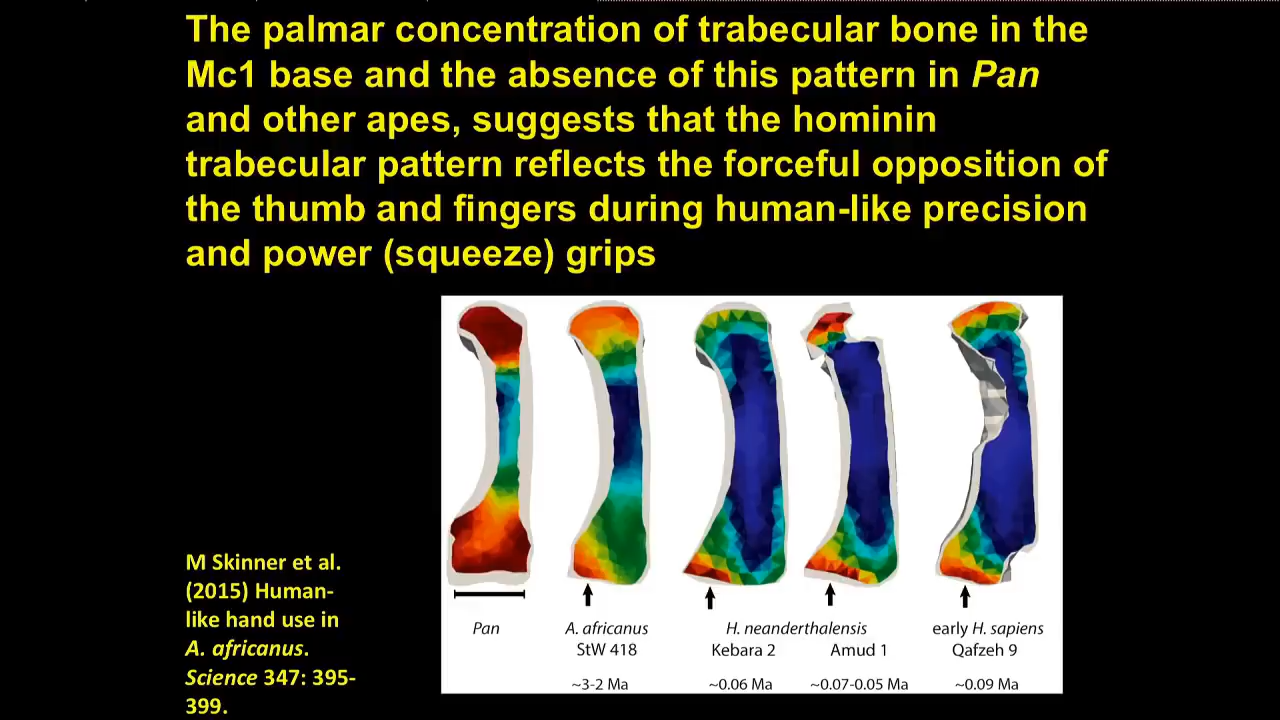 The palmar concentration of trabecular bone in the
Mc1 base and the absence of this pattern in Pan
and other apes, suggests that the hominin
trabecular pattern reflects the forceful opposition of
the thumb and fingers during human-like precision
and power (squeeze) grips
M Skinner et al.
(2015) Human-
like hand use in
A. africanus.
Science 347: 395-
399.
Pan
A. africanus
StW 418
~3-2 Ma
H. neanderthalensis
Kebara 2
Amud 1
~0.06 Ma
~0.07-0.05 Ma
early H. sapiens
Qafzeh 9
~0.09 Ma